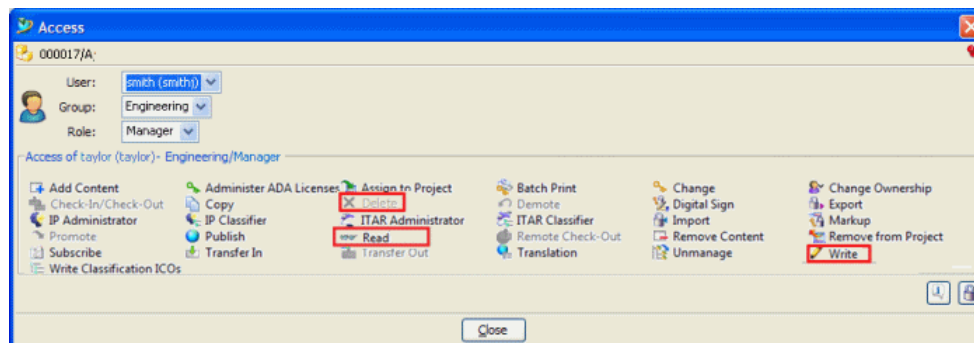 Access
000017/A;
User: smith (smithj)
Group: Engineering
Role: Manager
Access of taylor (taylor)- Engineering/Manager
Add Content Administer ADA Licenses Assign to Project Batch Print Change Change Ownership
Check-In/Check-Out Copy Delete Demote Digital Sign Export
IP Administrator IP Classifier ITAR Administrator ITAR Classifier Import Markup
Promote Publish Read Remote Check-Out Remove Content Remove from Project
Subscribe Transfer In Transfer Out Translation Unmanage Write
Write Classification ICOs
Close